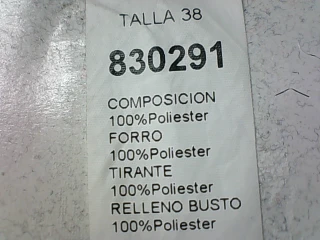 TALLA 38
830291
COMPOSICION
100%Poliester
FORRO
100%Poliester
TIRANTE
100%Poliester
RELLENO BUSTO
100%Poliester